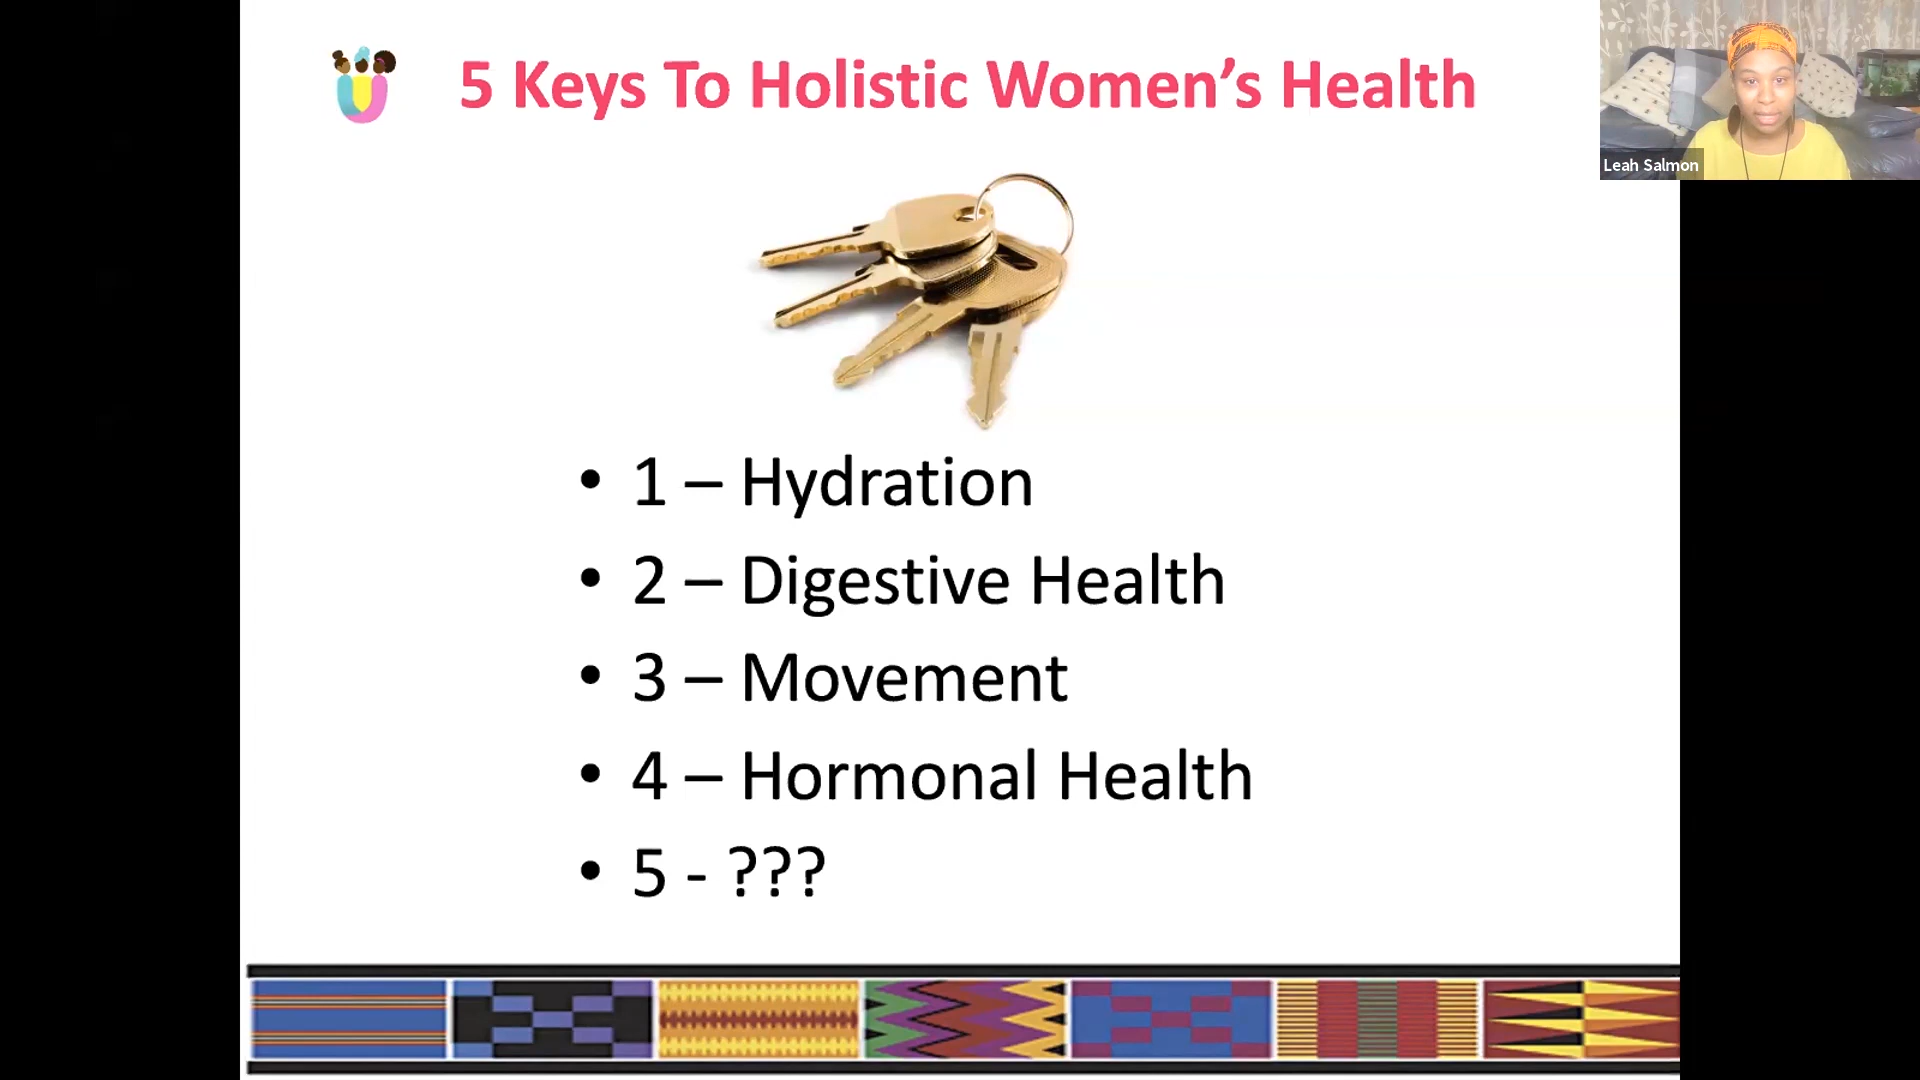 5 Keys To Holistic Women’s Health
Leah Salmon
• 1 – Hydration
• 2 – Digestive Health
• 3 – Movement
• 4 – Hormonal Health
• 5 - ???